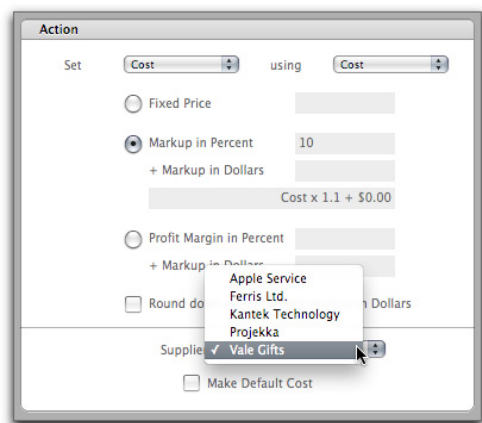 Action
Set Cost using Cost
Fixed Price
Markup in Percent 10
+ Markup in Dollars
Cost x 1.1 + $0.00
Profit Margin in Percent
+ Markup in Dollars
Apple Service
Ferris Ltd.
Round do Kantek Technology n Dollars
Projekka
Supplie ✓ Vale Gifts
Make Default Cost